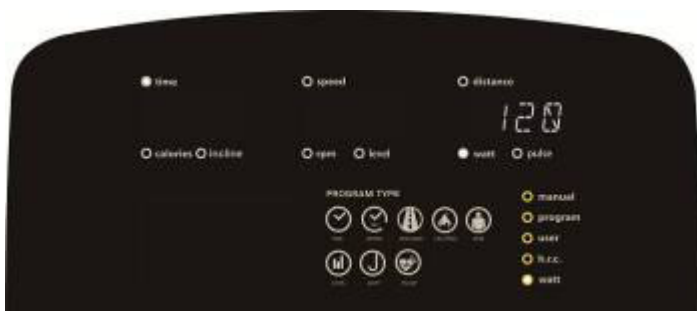 time speed distance
120
calories incline rpm level watt pulse
PROGRAM TYPE
manual
program
user
h.r.c.
watt